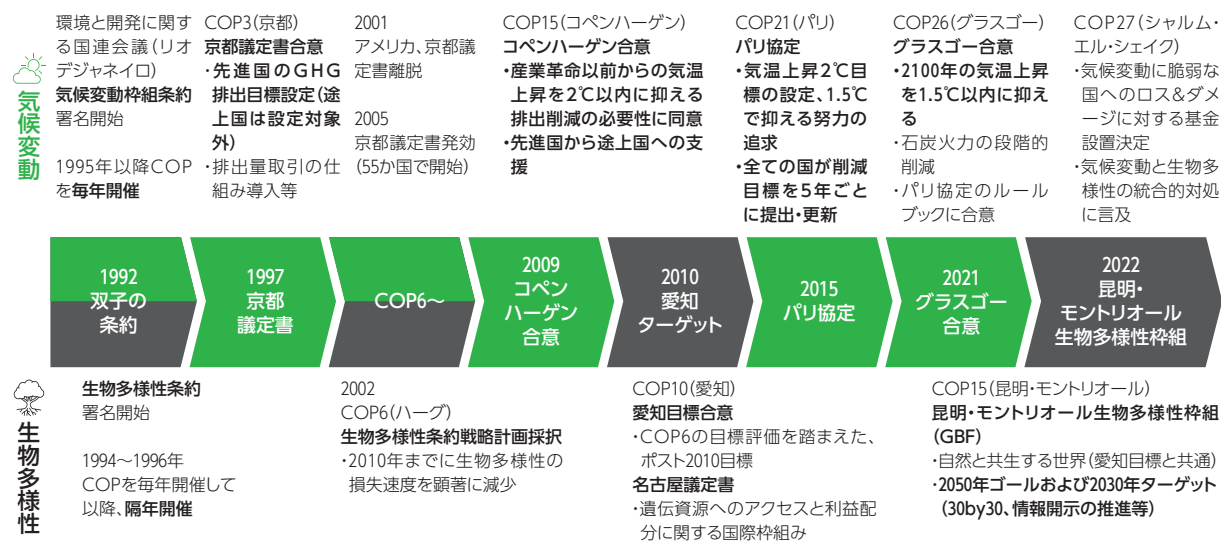 気候変動
環境と開発に関す
る国連会議(リオ
デジャネイロ)
気候変動枠組条約
署名開始
1995年以降COP
を毎年開催
COP3(京都)
京都議定書合意
・先進国のGHG
排出目標設定(途
上国は設定対象
外)
・排出量取引の仕
組み導入等
2001
アメリカ、京都議
定書離脱
2005
京都議定書発効
(55か国で開始)
COP15(コペンハーゲン)
コペンハーゲン合意
・産業革命以前からの気温
上昇を2℃以内に抑える
排出削減の必要性に同意
・先進国から途上国への支
援
COP21(パリ)
パリ協定
・気温上昇2℃目
標の設定、1.5℃
で抑える努力の
追求
・全ての国が削減
目標を5年ごと
に提出・更新
COP26(グラスゴー)
グラスゴー合意
・2100年の気温上昇
を1.5℃以内に抑え
る
・石炭火力の段階的
削減
・パリ協定のルール
ブックに合意
COP27(シャルム・
エル・シェイク)
・気候変動に脆弱な
国へのロス&ダメ
ージに対する基金
設置決定
・気候変動と生物多
様性の統合的対処
に言及
1992
双子の
条約
1997
京都
議定書
COP6〜
2009
コペン
ハーゲン
合意
2010
愛知
ターゲット
2015
パリ協定
2021
グラスゴー
合意
2022
昆明・
モントリオール
生物多様性枠組
生物多様性
生物多様性条約
署名開始
1994〜1996年
COPを毎年開催して
以降、隔年開催
2002
COP6(ハーグ)
生物多様性条約戦略計画採択
・2010年までに生物多様性の
損失速度を顕著に減少
COP10(愛知)
愛知目標合意
・COP6の目標評価を踏まえた、
ポスト2010目標
名古屋議定書
・遺伝資源へのアクセスと利益配
分に関する国際枠組み
COP15(昆明・モントリオール)
昆明・モントリオール生物多様性枠組
(GBF)
・自然と共生する世界(愛知目標と共通)
・2050年ゴールおよび2030年ターゲット
(30by30、情報開示の推進等)